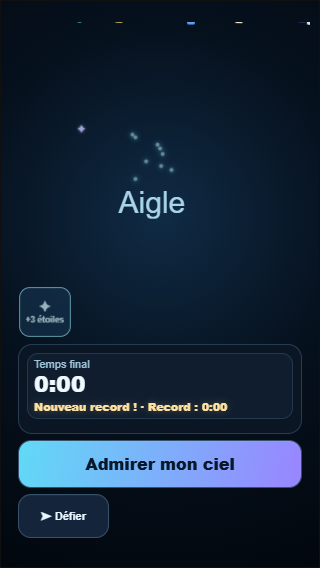 Aigle
+3 étoiles
Temps final
0:00
Nouveau record ! · Record : 0:00
Admirer mon ciel
➤ Défier